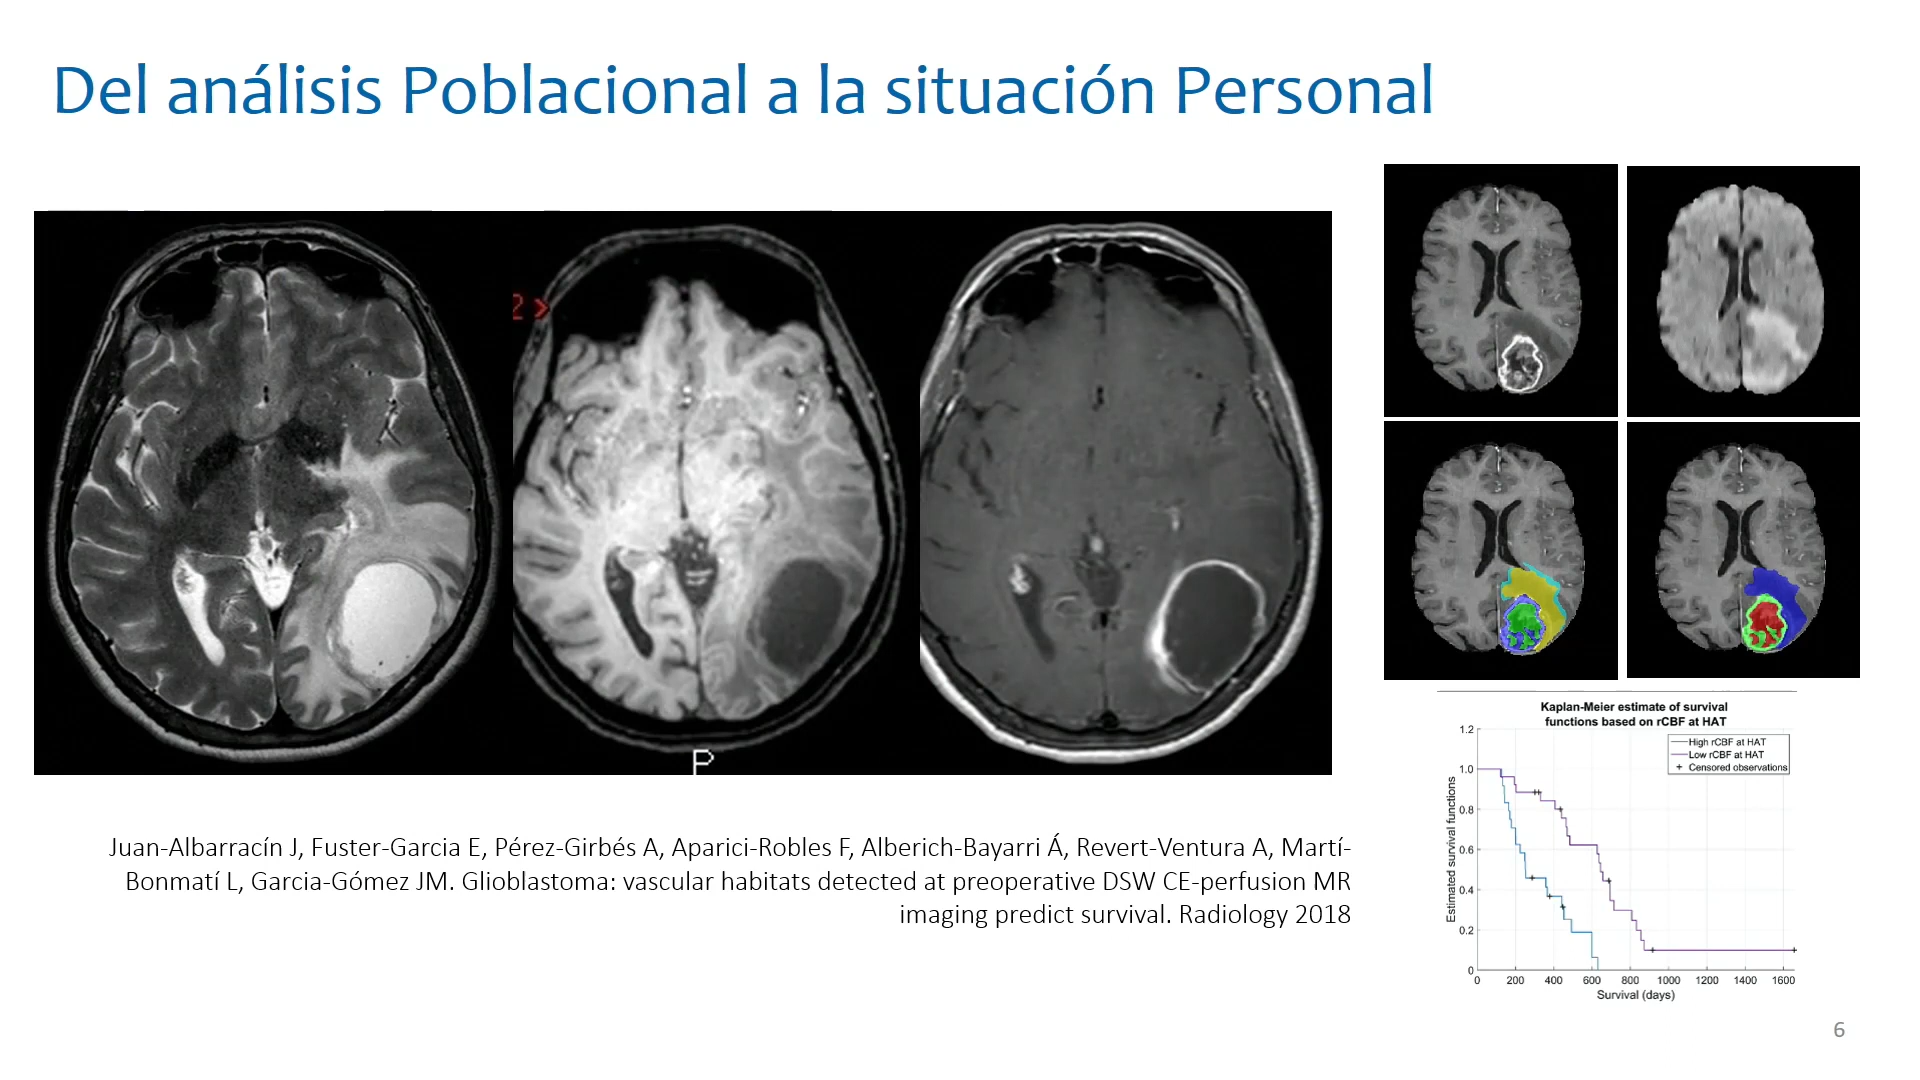 Del análisis Poblacional a la situación Personal
2 >
P
Juan-Albarracín J, Fuster-Garcia E, Pérez-Girbés A, Aparici-Robles F, Alberich-Bayarri Á, Revert-Ventura A, Martí-
Bonmatí L, Garcia-Gómez JM. Glioblastoma: vascular habitats detected at preoperative DSW CE-perfusion MR
imaging predict survival. Radiology 2018
Kaplan-Meier estimate of survival
functions based on rCBF at HAT
High rCBF at HAT
Low rCBF at HAT
+ Censored observations
Estimated survival functions
1.2
1.0
0.8
0.6
0.4
0.2
0
0 200 400 600 800 1000 1200 1400 1600
Survival (days)
6